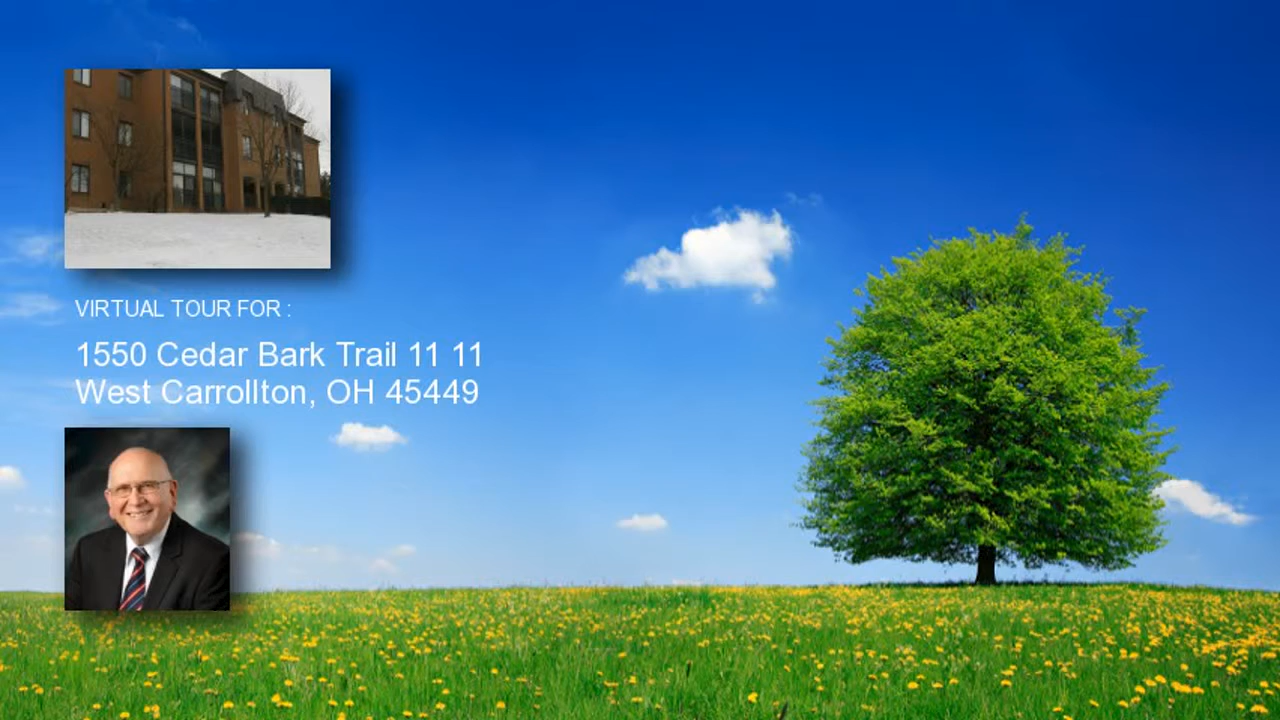 VIRTUAL TOUR FOR :
1550 Cedar Bark Trail 11 11
West Carrollton, OH 45449